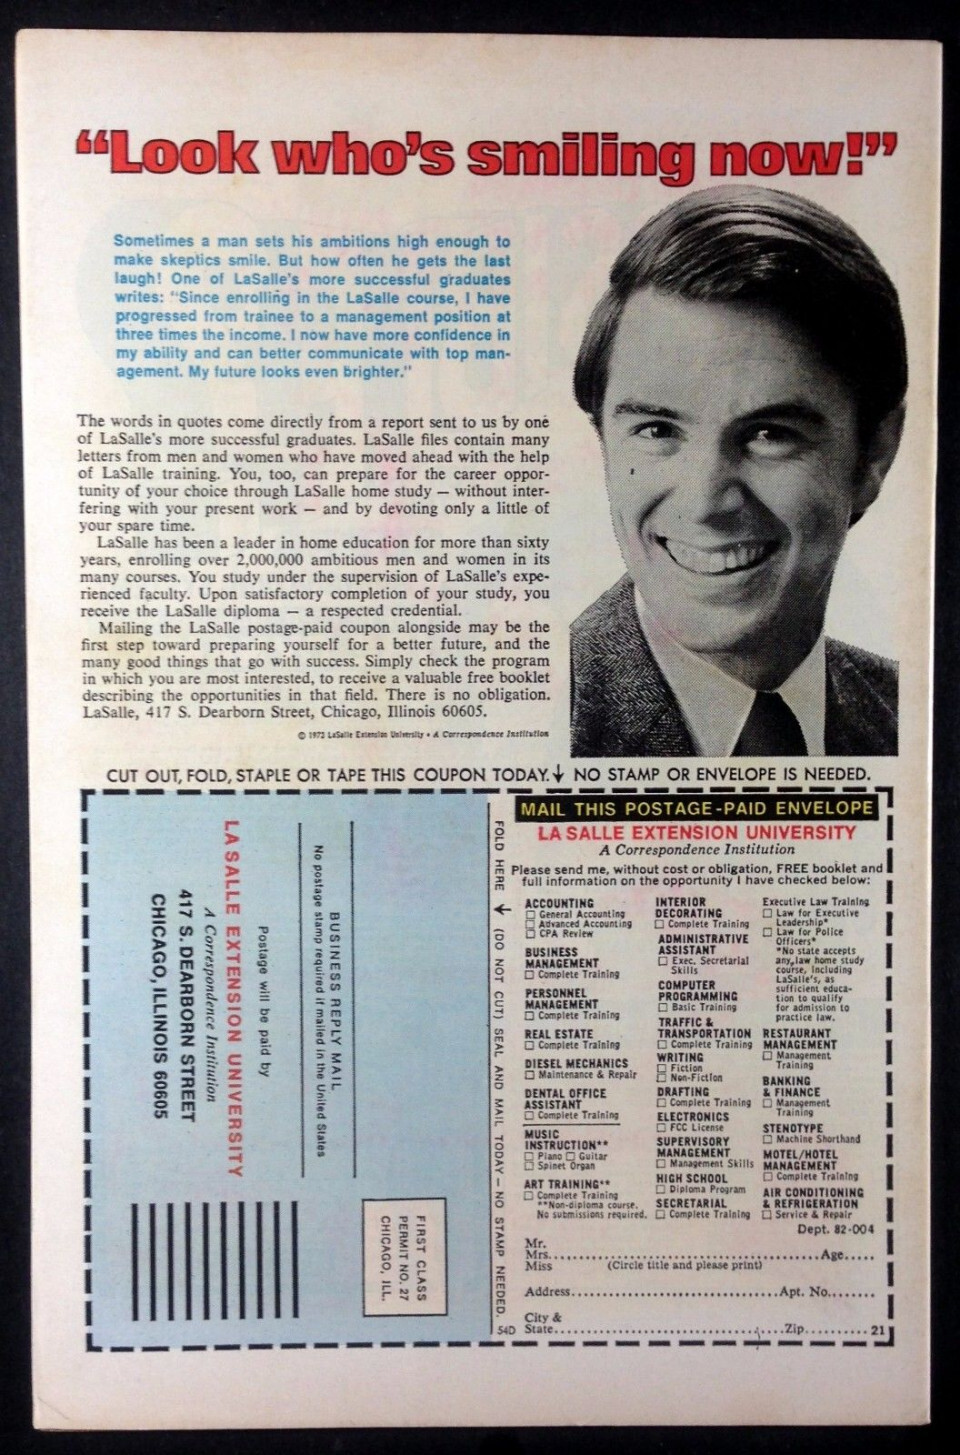 “Look who’s smiling now!”
Sometimes a man sets his ambitions high enough to
make skeptics smile. But how often he gets the last
laugh! One of LaSalle's more successful graduates
writes: "Since enrolling in the LaSalle course, I have
progressed from trainee to a management position at
three times the income. I now have more confidence in
my ability and can better communicate with top man-
agement. My future looks even brighter."
The words in quotes come directly from a report sent to us by one
of LaSalle's more successful graduates. LaSalle files contain many
letters from men and women who have moved ahead with the help
of LaSalle training. You, too, can prepare for the career oppor-
tunity of your choice through LaSalle home study — without inter-
fering with your present work — and by devoting only a little of
your spare time.
LaSalle has been a leader in home education for more than sixty
years, enrolling over 2,000,000 ambitious men and women in its
many courses. You study under the supervision of LaSalle's expe-
rienced faculty. Upon satisfactory completion of your study, you
receive the LaSalle diploma — a respected credential.
Mailing the LaSalle postage-paid coupon alongside may be the
first step toward preparing yourself for a better future, and the
many good things that go with success. Simply check the program
in which you are most interested, to receive a valuable free booklet
describing the opportunities in that field. There is no obligation.
LaSalle, 417 S. Dearborn Street, Chicago, Illinois 60605.
© 1972 LaSalle Extension University • A Correspondence Institution
CUT OUT, FOLD, STAPLE OR TAPE THIS COUPON TODAY.↓ NO STAMP OR ENVELOPE IS NEEDED.
FIRST CLASS
PERMIT NO. 27
CHICAGO, ILL.
BUSINESS REPLY MAIL
No postage stamp required if mailed in the United States
Postage will be paid by
LA SALLE EXTENSION UNIVERSITY
A Correspondence Institution
417 S. DEARBORN STREET
CHICAGO, ILLINOIS 60605
FOLD HERE ↓ (DO NOT CUT) SEAL AND MAIL TODAY — NO STAMP NEEDED.
54D
MAIL THIS POSTAGE-PAID ENVELOPE
LA SALLE EXTENSION UNIVERSITY
A Correspondence Institution
Please send me, without cost or obligation, FREE booklet and
full information on the opportunity I have checked below:
ACCOUNTING
☐ General Accounting
☐ Advanced Accounting
☐ CPA Review
BUSINESS
MANAGEMENT
☐ Complete Training
PERSONNEL
MANAGEMENT
☐ Complete Training
REAL ESTATE
☐ Complete Training
DIESEL MECHANICS
☐ Maintenance & Repair
DENTAL OFFICE
ASSISTANT
☐ Complete Training
MUSIC
INSTRUCTION**
☐ Piano ☐ Guitar
☐ Spinet Organ
ART TRAINING**
☐ Complete Training
**Non-diploma course.
No submissions required.
INTERIOR
DECORATING
☐ Complete Training
ADMINISTRATIVE
ASSISTANT
☐ Exec. Secretarial
Skills
COMPUTER
PROGRAMMING
☐ Basic Training
TRAFFIC &
TRANSPORTATION
☐ Complete Training
WRITING
☐ Fiction
☐ Non-Fiction
DRAFTING
☐ Complete Training
ELECTRONICS
☐ FCC License
SUPERVISORY
MANAGEMENT
☐ Management Skills
HIGH SCHOOL
☐ Diploma Program
SECRETARIAL
☐ Complete Training
Executive Law Training
☐ Law for Executive
Leadership*
☐ Law for Police
Officers*
*No state accepts
any law home study
course, including
LaSalle's, as
sufficient educa-
tion to qualify
for admission to
practice law.
RESTAURANT
MANAGEMENT
☐ Management
Training
BANKING
& FINANCE
☐ Management
Training
STENOTYPE
☐ Machine Shorthand
MOTEL/HOTEL
MANAGEMENT
☐ Complete Training
AIR CONDITIONING
& REFRIGERATION
☐ Service & Repair
Dept. 82-004
Mr.
Mrs. Age
Miss (Circle title and please print)
Address Apt. No.
City &
State Zip 21